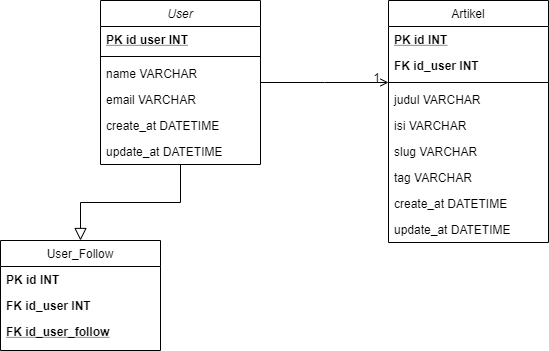 User
PK id user INT
name VARCHAR
email VARCHAR
create_at DATETIME
update_at DATETIME
1
Artikel
PK id INT
FK id_user INT
judul VARCHAR
isi VARCHAR
slug VARCHAR
tag VARCHAR
create_at DATETIME
update_at DATETIME
User_Follow
PK id INT
FK id_user INT
FK id_user_follow